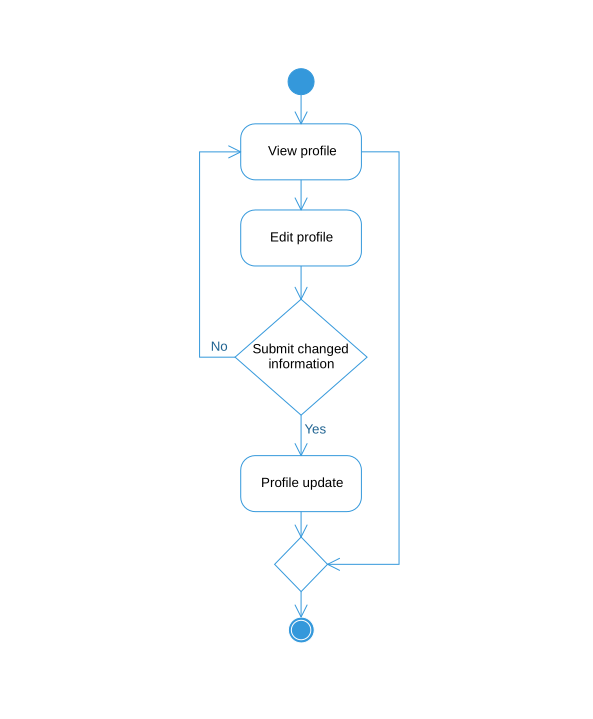 View profile
Edit profile
No
Submit changed
information
Yes
Profile update